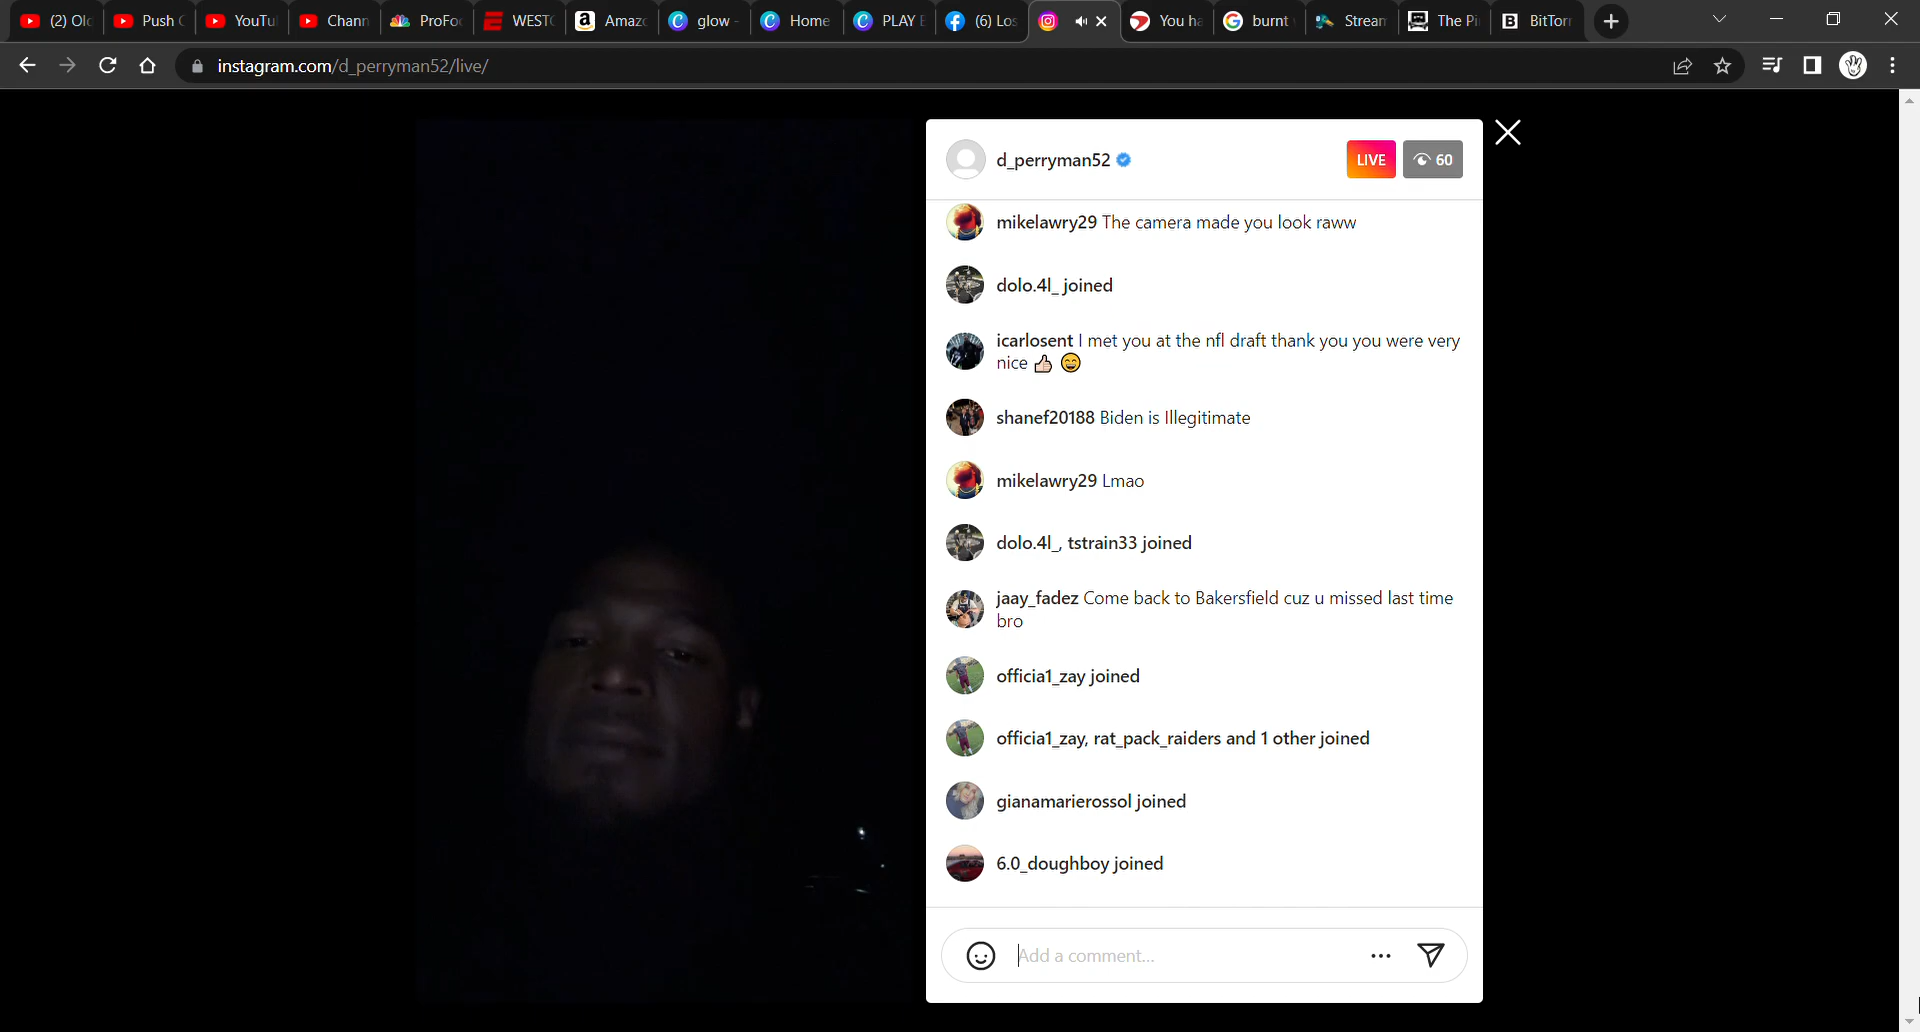 (2) Old
Push
YouTu
Chann
ProFoo
WEST
Amaz
glow
Home
PLAY
(6) Los
You ha
burnt
Stream
The Pi
BitTorr
instagram.com/d_perryman52/live/
d_perryman52
LIVE
60
mikelawry29 The camera made you look raww
dolo.4l_ joined
icarlosent I met you at the nfl draft thank you you were very
nice 👍🏻 😄
shanef20188 Biden is Illegitimate
mikelawry29 Lmao
dolo.4l_, tstrain33 joined
jaay_fadez Come back to Bakersfield cuz u missed last time
bro
officia1_zay joined
officia1_zay, rat_pack_raiders and 1 other joined
gianamarierossol joined
6.0_doughboy joined
Add a comment...